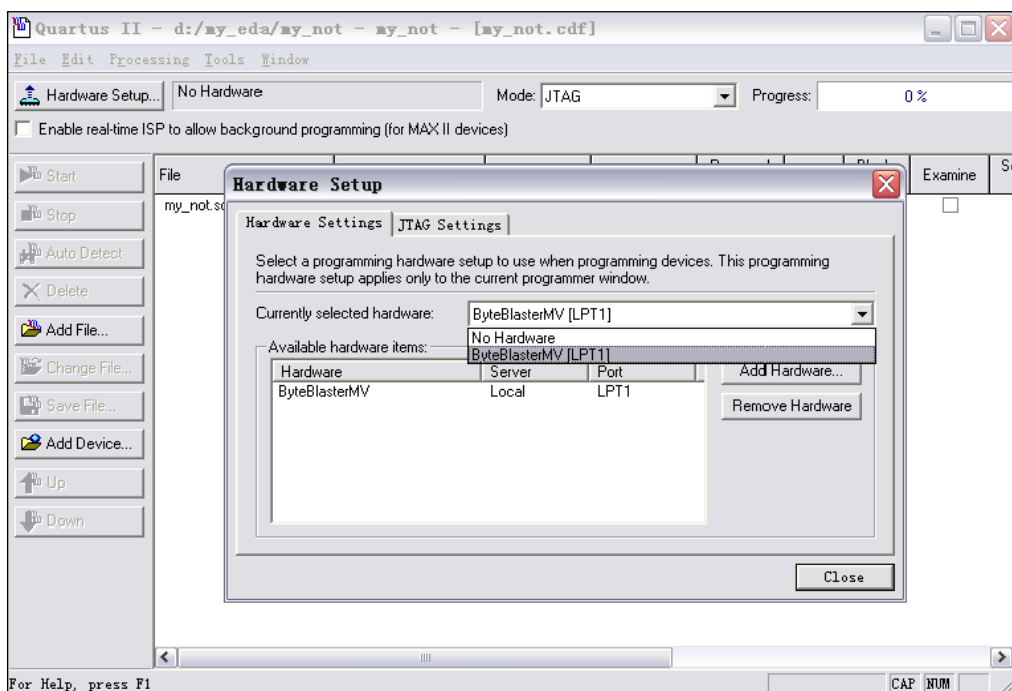 Quartus II - d:/my_eda/my_not - my_not - [my_not.cdf]
File Edit Processing Tools Window
Hardware Setup... No Hardware Mode: JTAG Progress: 0 %
Enable real-time ISP to allow background programming (for MAX II devices)
Start
Stop
Auto Detect
Delete
Add File...
Change File...
Save File...
Add Device...
Up
Down
File Examine
my_not.so
Hardware Setup
Hardware Settings JTAG Settings
Select a programming hardware setup to use when programming devices. This programming
hardware setup applies only to the current programmer window.
Currently selected hardware: ByteBlasterMV [LPT1]
No Hardware
ByteBlasterMV [LPT1]
Available hardware items:
Hardware Server Port
ByteBlasterMV Local LPT1
Add Hardware...
Remove Hardware
Close
For Help, press F1 CAP NUM